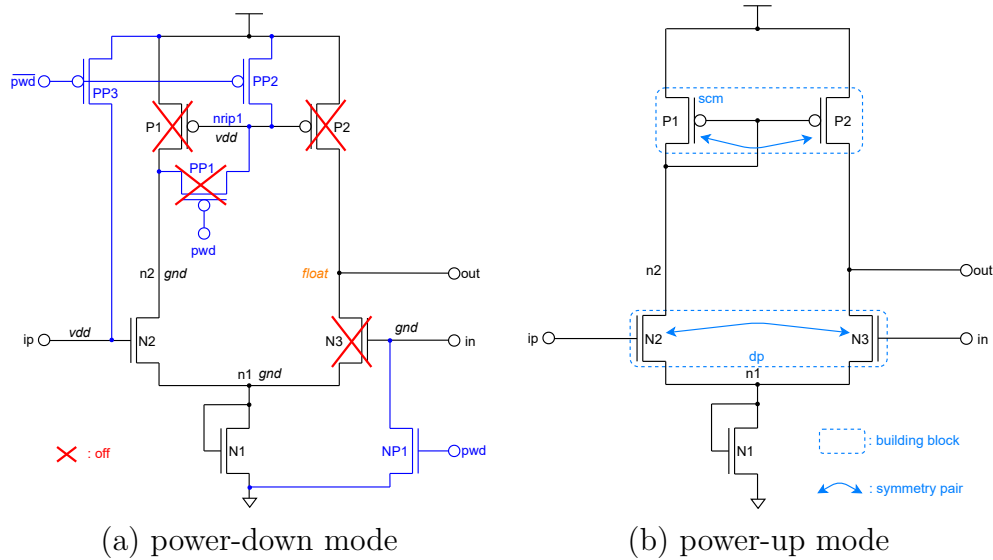 pwd
PP3
PP2
P1
nrip1
vdd
P2
PP1
pwd
n2 gnd
float
out
ip
vdd
N2
N3
gnd
in
n1 gnd
N1
NP1
pwd
: off
(a) power-down mode
scm
P1
P2
n2
out
ip
N2
N3
in
dp
n1
N1
: building block
: symmetry pair
(b) power-up mode